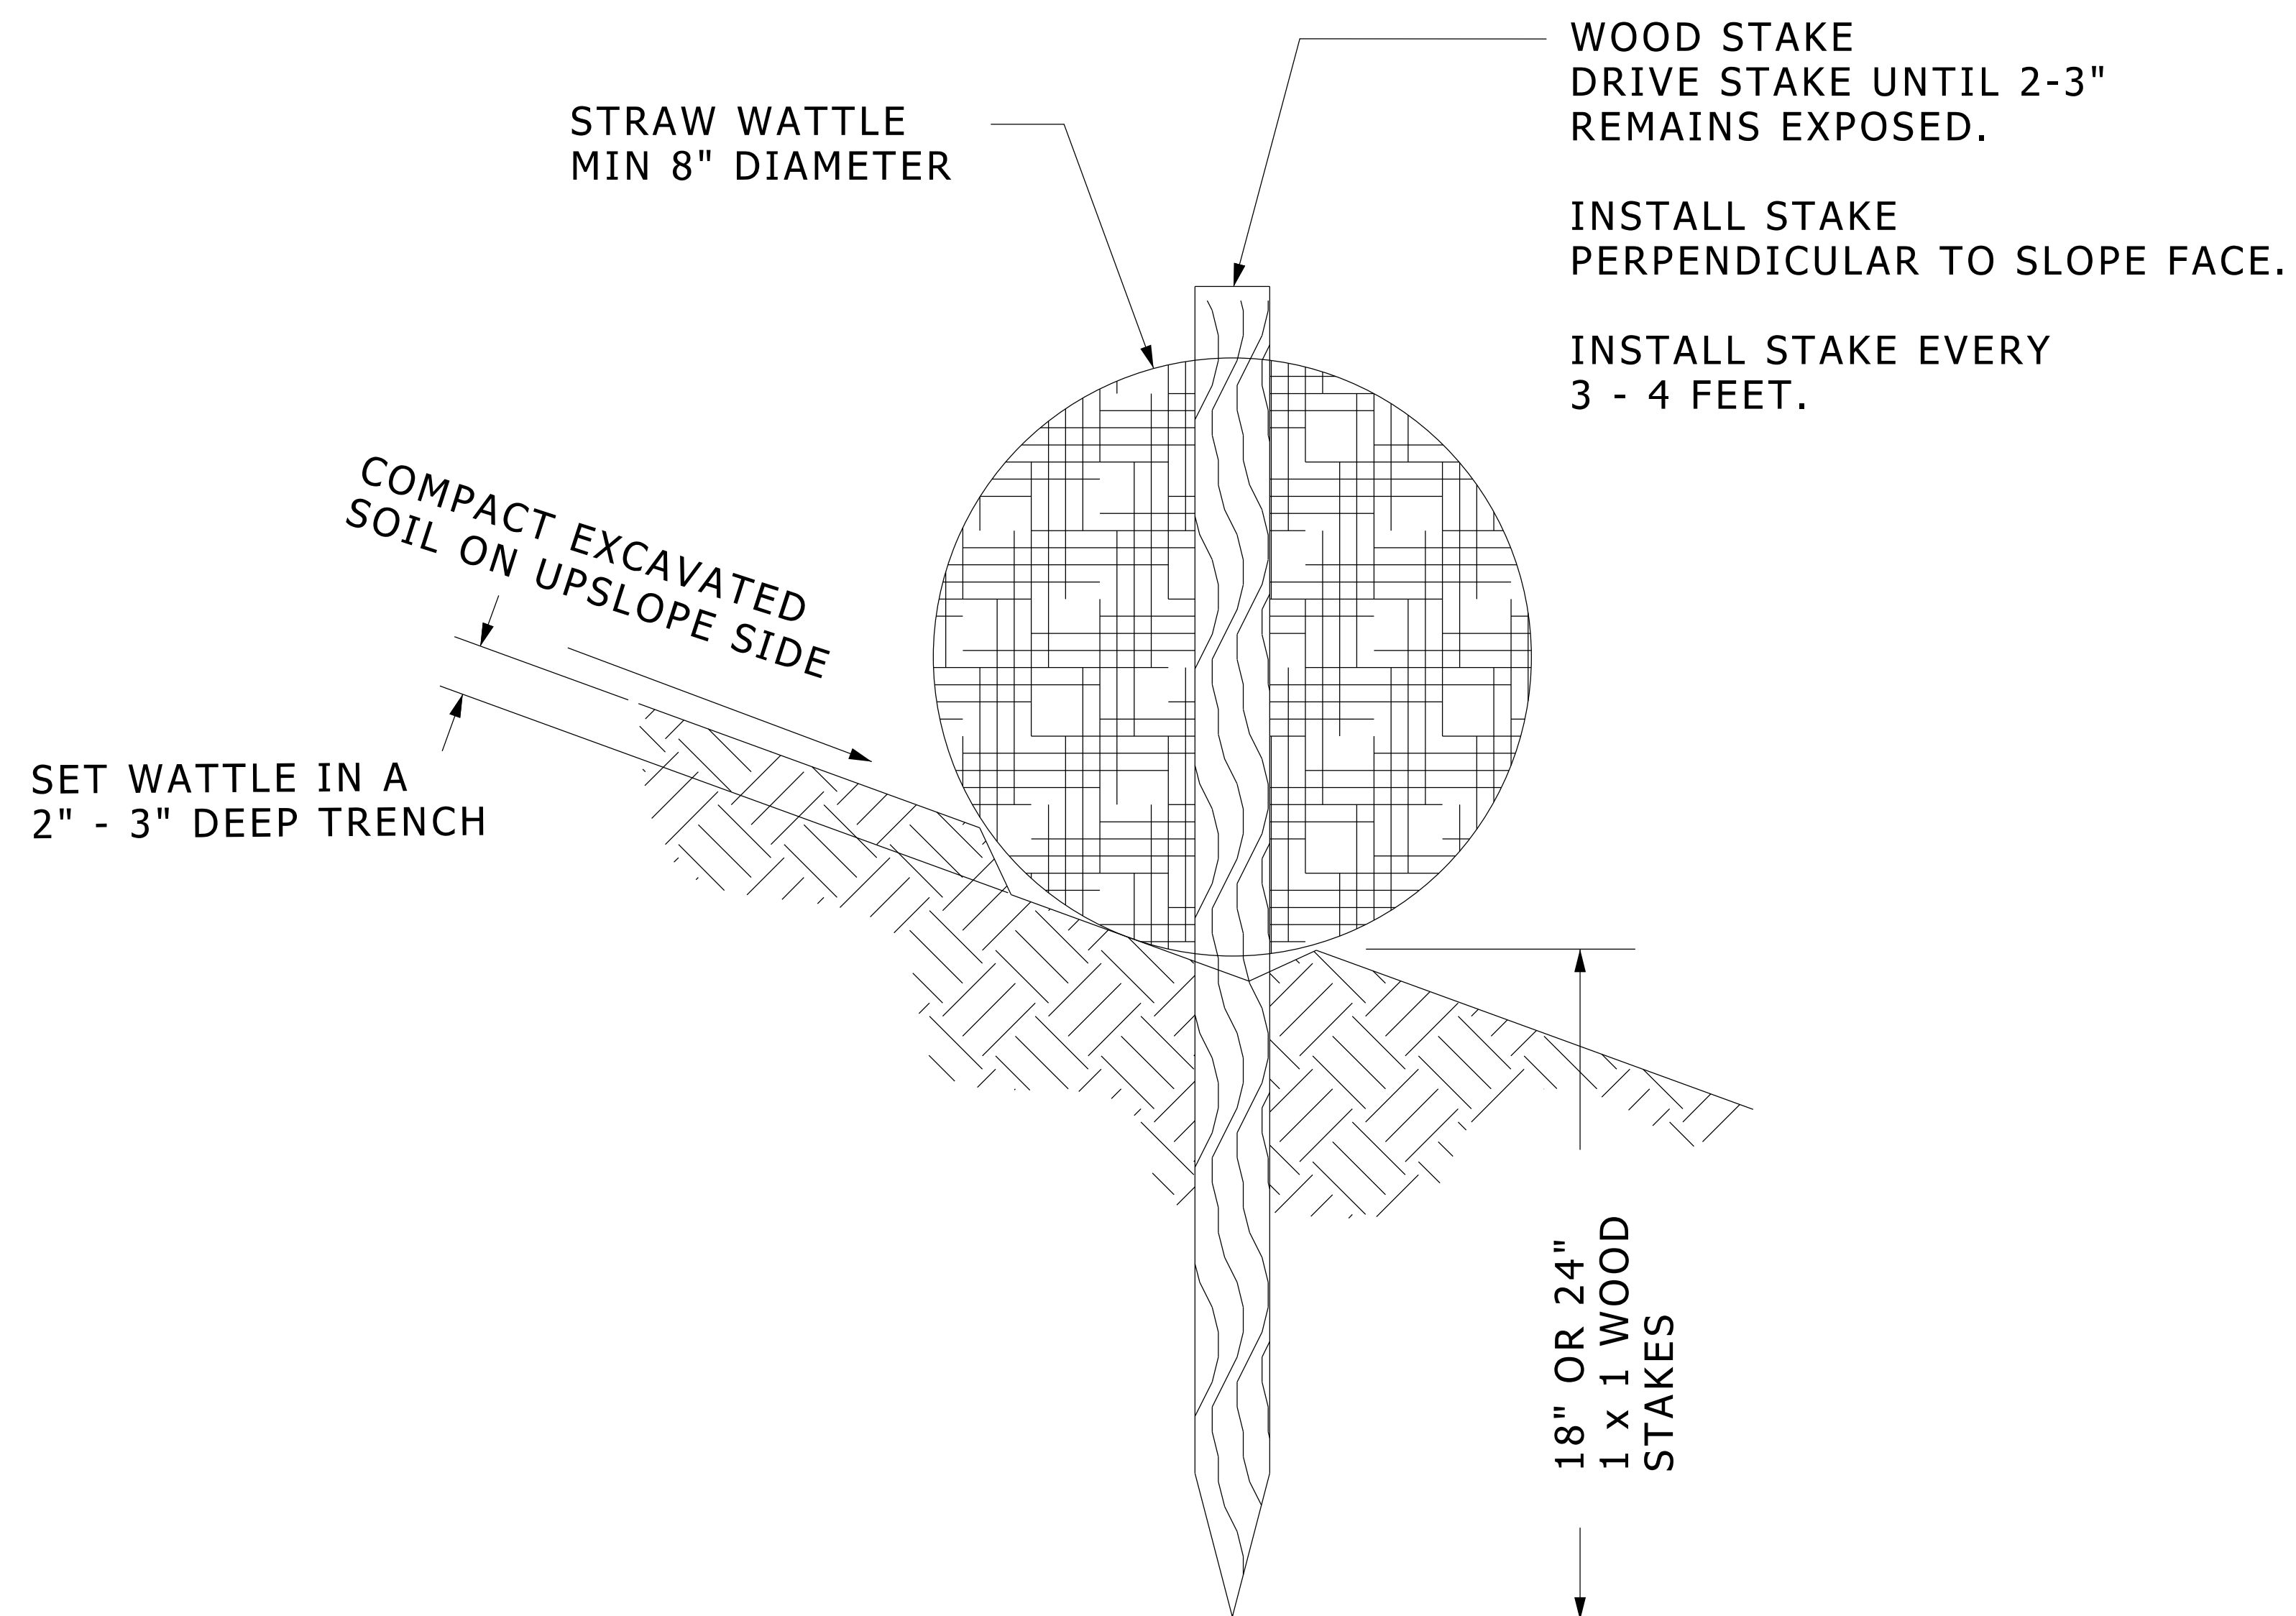 WOOD STAKE
DRIVE STAKE UNTIL 2-3"
REMAINS EXPOSED.
INSTALL STAKE
PERPENDICULAR TO SLOPE FACE.
INSTALL STAKE EVERY
3 - 4 FEET.
STRAW WATTLE
MIN 8" DIAMETER
COMPACT EXCAVATED
SOIL ON UPSLOPE SIDE
SET WATTLE IN A
2" - 3" DEEP TRENCH
18" OR 24"
1 x 1 WOOD
STAKES